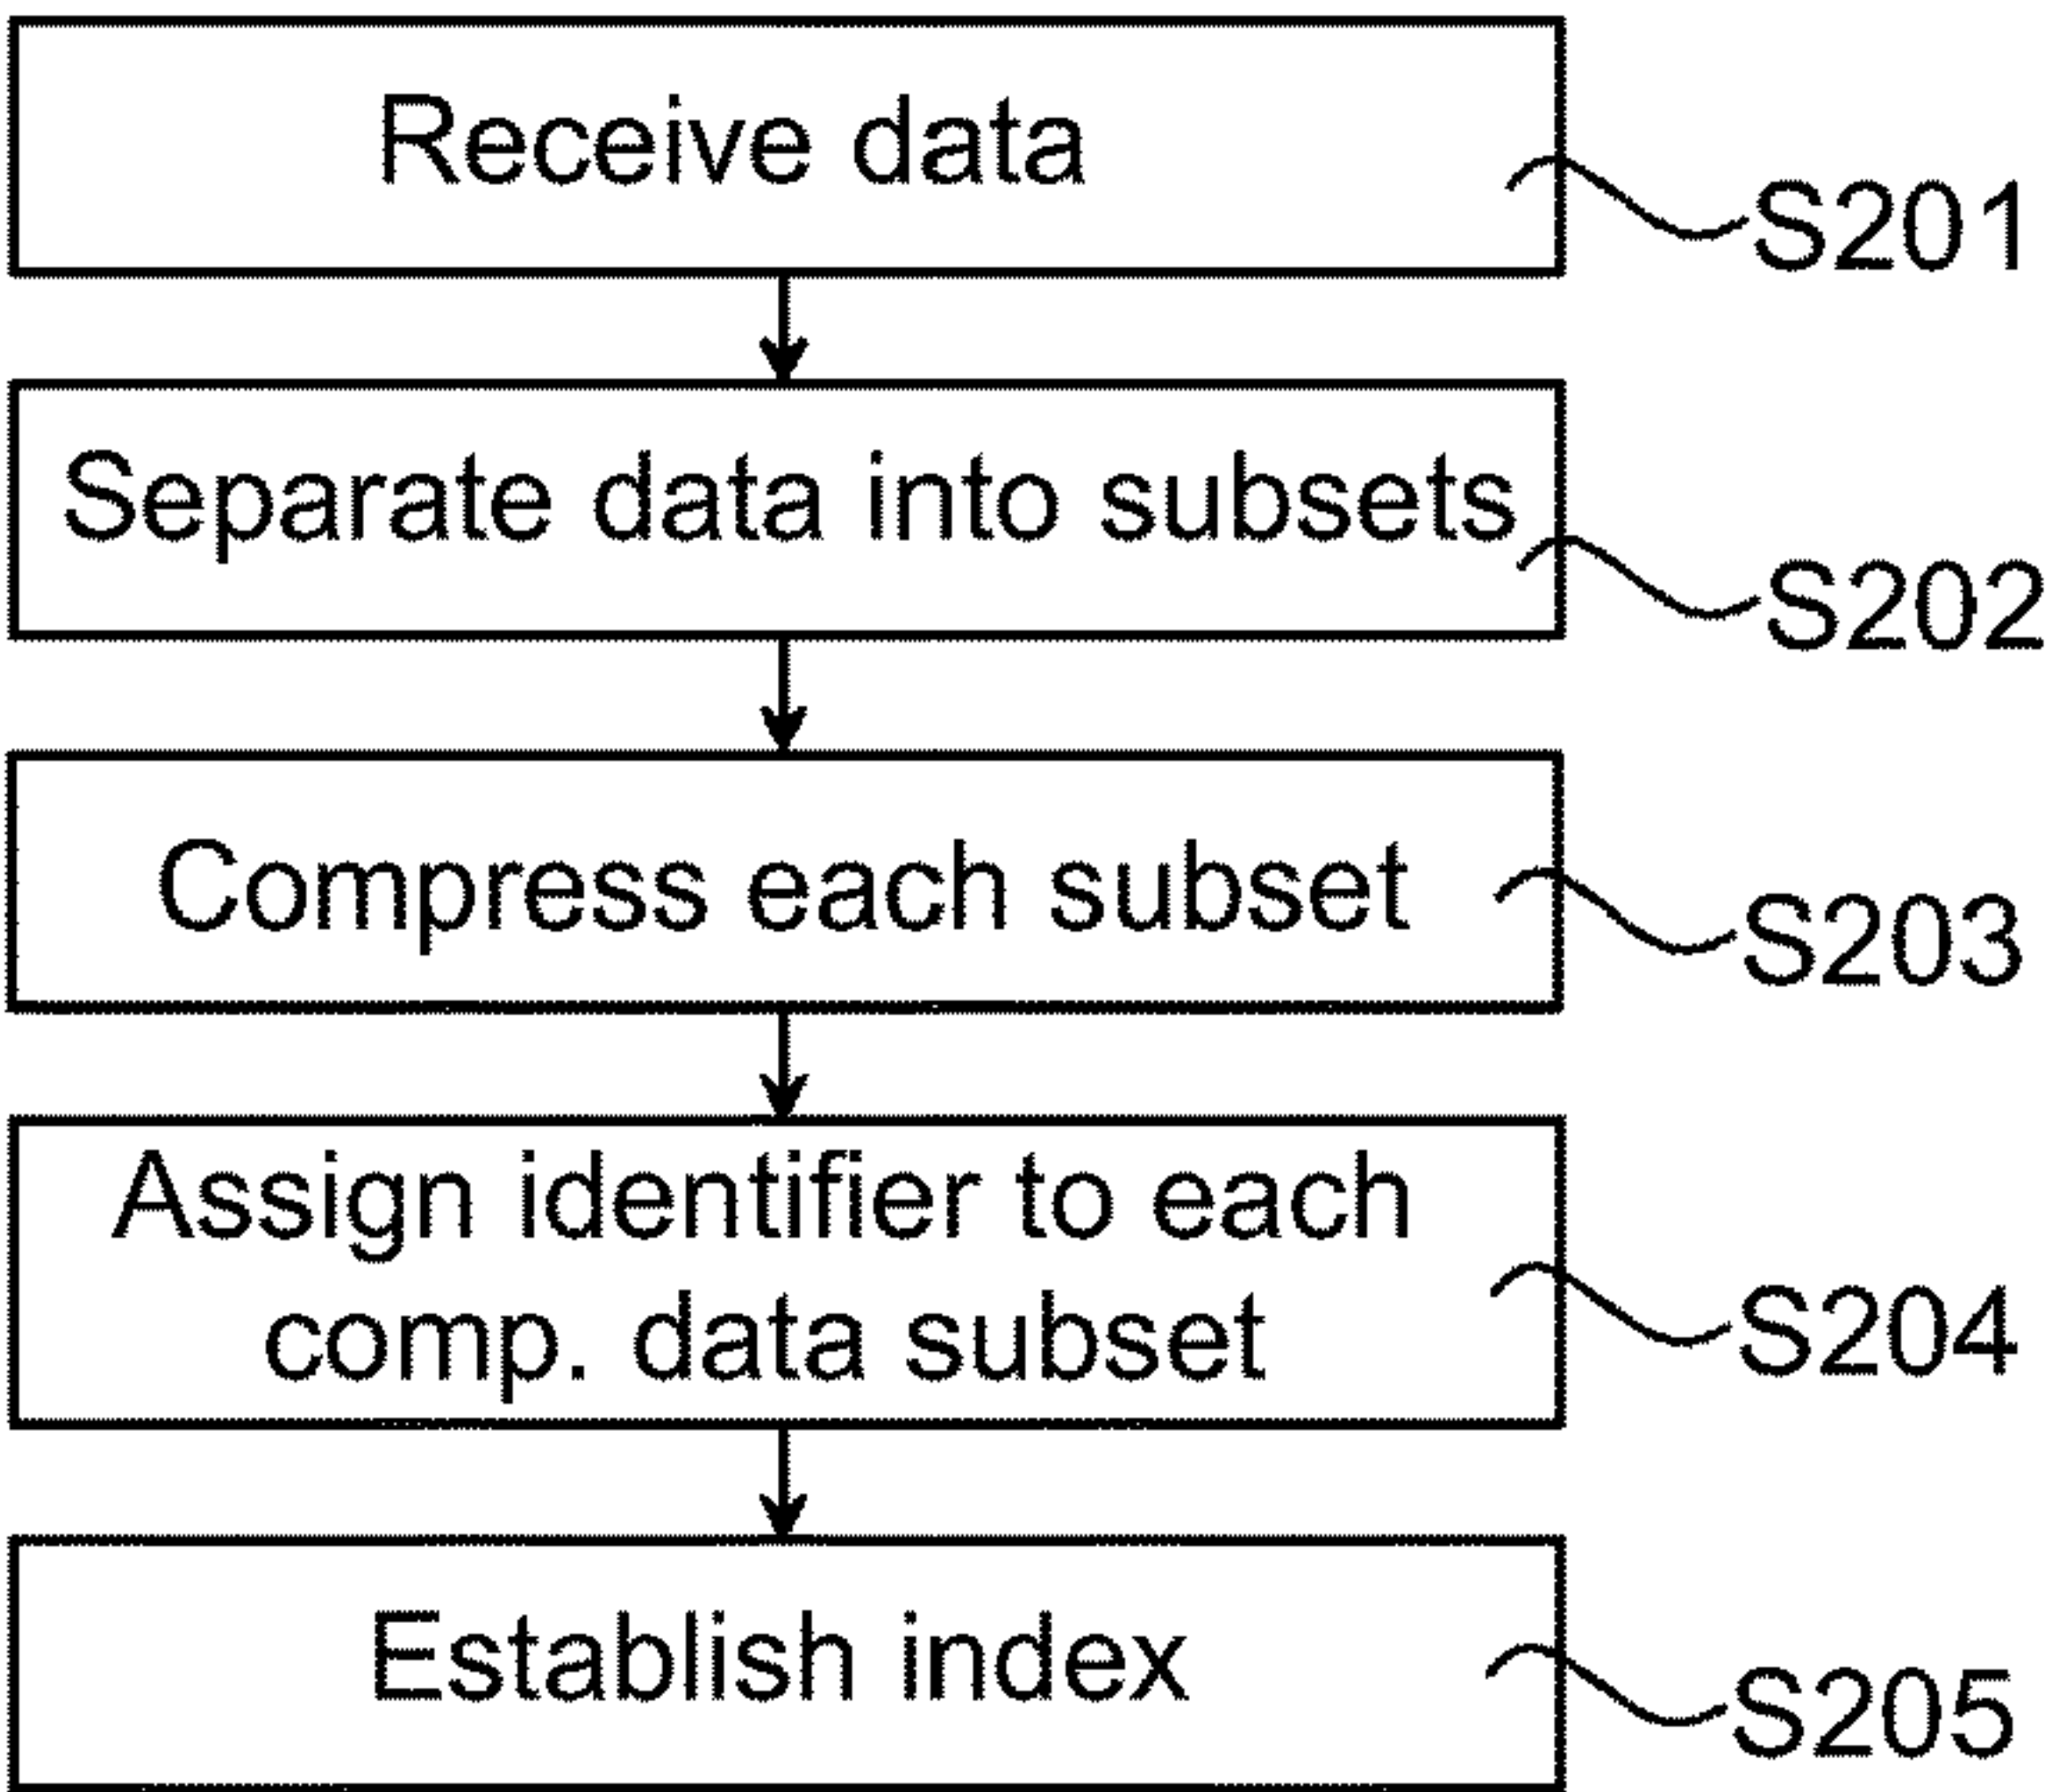 Receive data
S201
Separate data into subsets
S202
Compress each subset
S203
Assign identifier to each
comp. data subset
S204
Establish index
S205